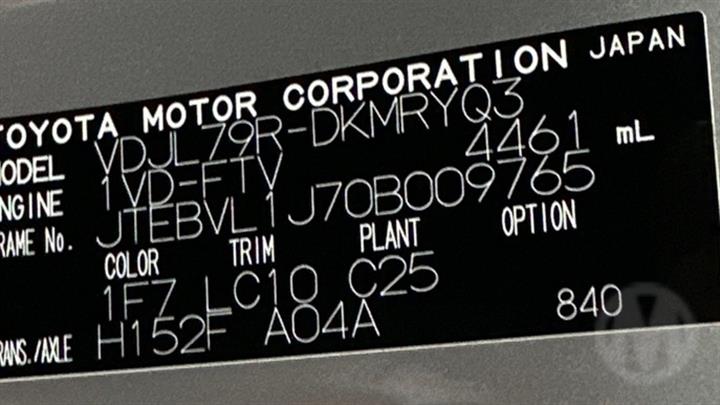 TOYOTA MOTOR CORPORATION JAPAN
MODEL VDJL79R-DKMRYQ3
ENGINE 1VD-FTV 4461 mL
FRAME No. JTEBVL1J70B009765
COLOR TRIM PLANT OPTION
1F7 LC10 C25
TRANS./AXLE H152F A04A 840